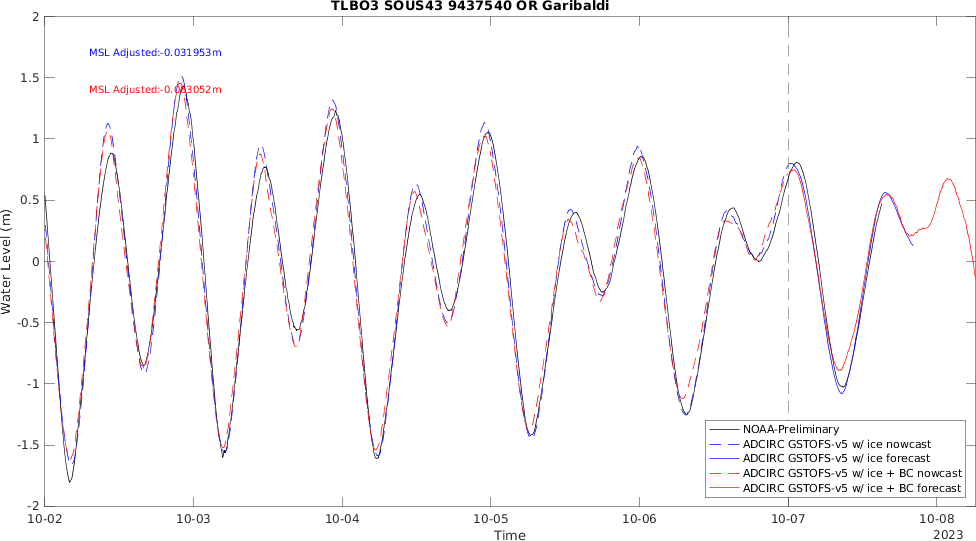 TLBO3 SOUS43 9437540 OR Garibaldi
MSL Adjusted:-0.031953m
MSL Adjusted:-0.063052m
Water Level (m)
2
1.5
1
0.5
0
-0.5
-1
-1.5
-2
10-02
10-03
10-04
10-05
10-06
10-07
10-08
Time
2023
NOAA-Preliminary
ADCIRC GSTOFS-v5 w/ ice nowcast
ADCIRC GSTOFS-v5 w/ ice forecast
ADCIRC GSTOFS-v5 w/ ice + BC nowcast
ADCIRC GSTOFS-v5 w/ ice + BC forecast